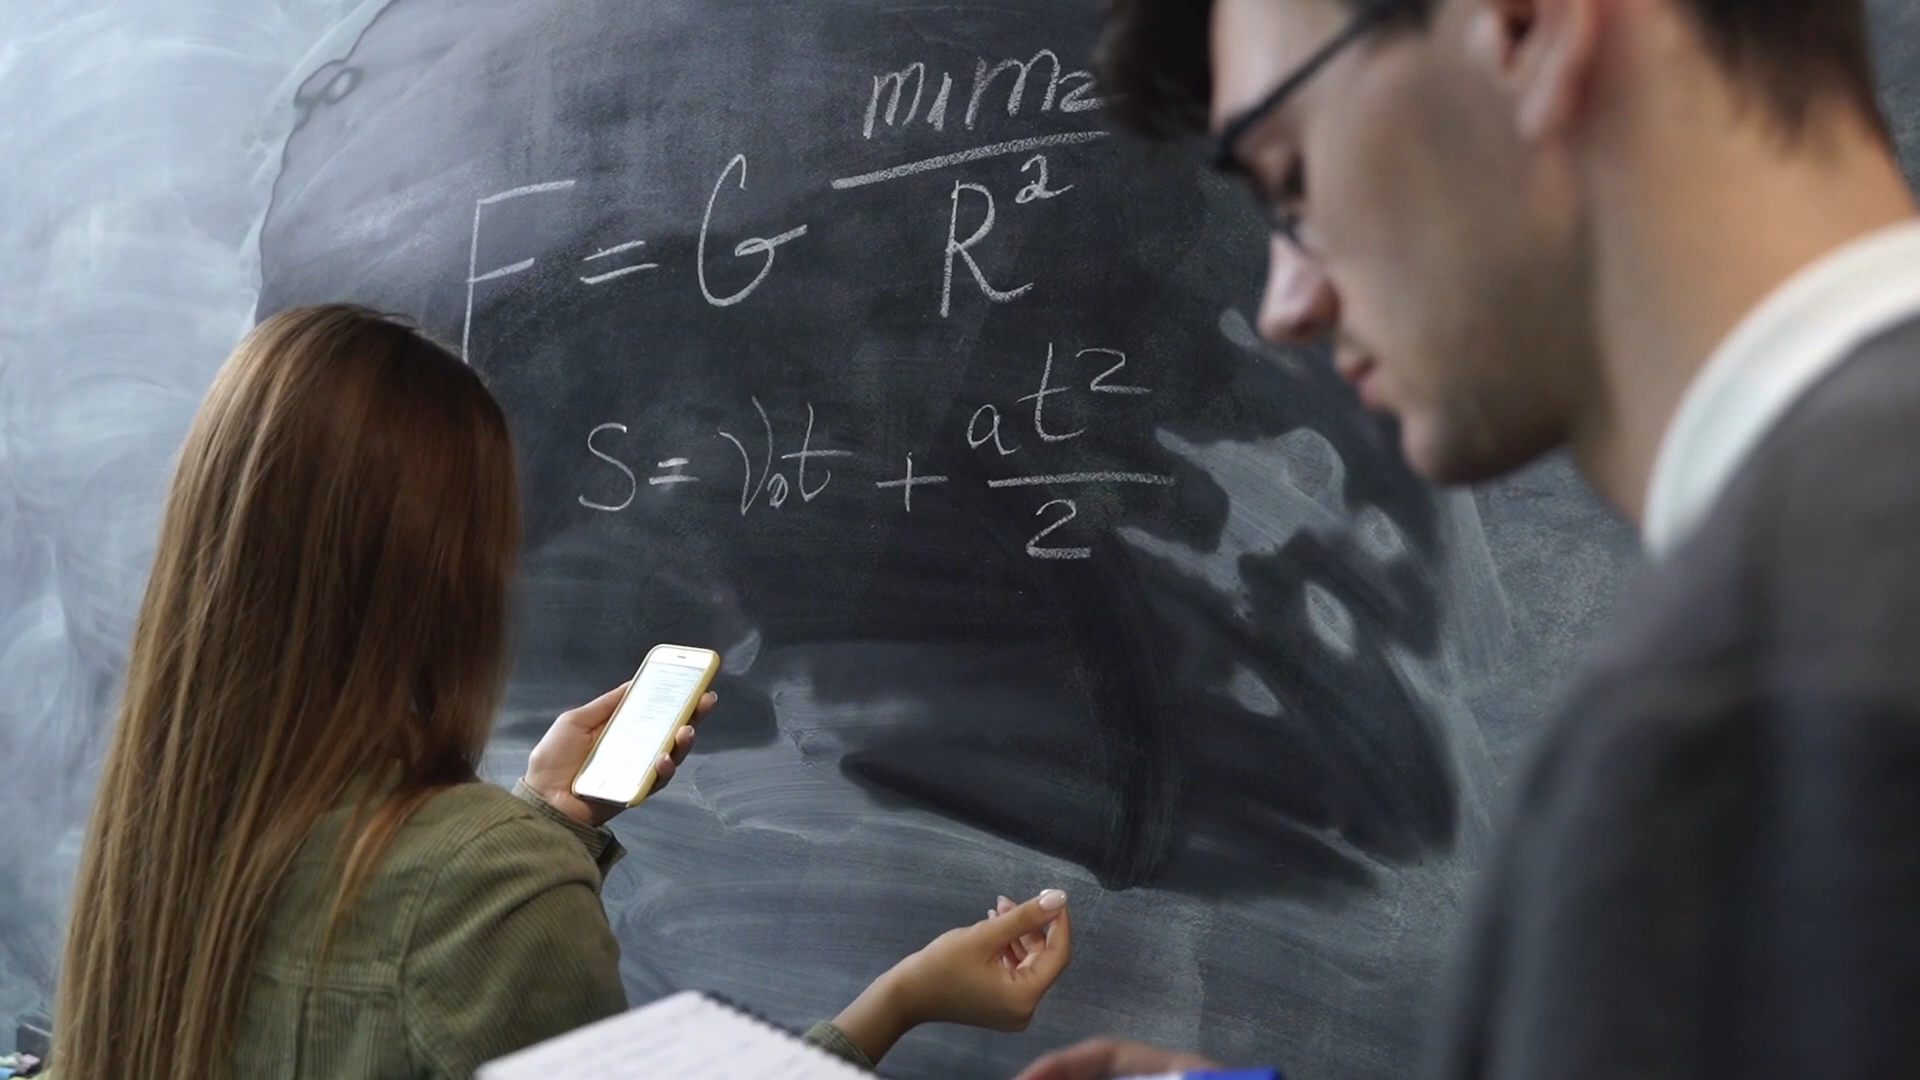 F = G m1m2/R²
S = V₀t + at²/2